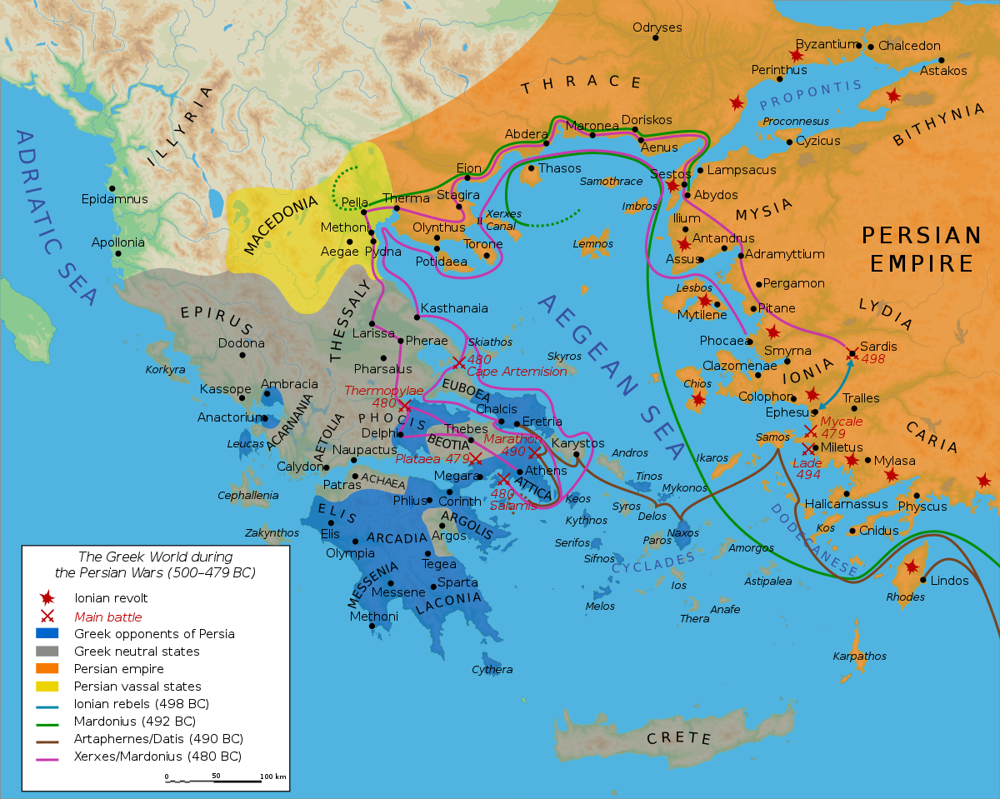 Odryses
Byzantium
Chalcedon
Perinthus
Astakos
THRACE
PROPONTIS
BITHYNIA
ILLYRIA
ADRIATIC SEA
Abdera
Maronea
Doriskos
Aenus
Proconnesus
Cyzicus
Eion
Thasos
Samothrace
Sestos
Lampsacus
Abydos
Epidamnus
Pella
Therma
Stagira
Xerxes
Canal
Imbros
MYSIA
MACEDONIA
Methoni
Olynthus
Ilium
Antandrus
PERSIAN
EMPIRE
Apollonia
Aegae
Pydna
Potidaea
Torone
Lemnos
Assus
Adramyttium
EPIRUS
THESSALY
AEGEAN SEA
Lesbos
Pergamon
Kasthanaia
Mytilene
Pitane
LYDIA
Dodona
Larissa
Pherae
Skiathos
Phocaea
Sardis
498
Korkyra
Pharsalus
480
Cape Artemision
Skyros
Smyrna
Clazomenae
IONIA
Kassope
Ambracia
Thermopylae
480
EUBOEA
Chios
Colophon
Tralles
Anactorium
ACARNANIA
AETOLIA
PHOCIS
Chalcis
Eretria
Ephesus
Mycale
479
CARIA
Leucas
Naupactus
Delphi
Thebes
BEOTIA
Marathon
490
Karystos
Samos
Miletus
Calydon
Plataea 479
Andros
Ikaros
Lade
494
Mylasa
Patras
ACHAEA
Megara
Athens
ATTICA
Tinos
Mykonos
Cephallenia
Phlius
Corinth
480
Salamis
Keos
Syros
Delos
Halicarnassus
Physcus
ELIS
Elis
ARGOLIS
Argos
Kythnos
Zakynthos
ARCADIA
Olympia
Serifos
Paros
Naxos
DODECANESE
Kos
Cnidus
Tegea
Sifnos
CYCLADES
Amorgos
MESSENIA
Messene
Sparta
LACONIA
Ios
Astipalea
Lindos
Rhodes
Methoni
Melos
Thera
Anafe
Cythera
Karpathos
CRETE
The Greek World during
the Persian Wars (500–479 BC)
Ionian revolt
Main battle
Greek opponents of Persia
Greek neutral states
Persian empire
Persian vassal states
Ionian rebels (498 BC)
Mardonius (492 BC)
Artaphernes/Datis (490 BC)
Xerxes/Mardonius (480 BC)
0 50 100 km